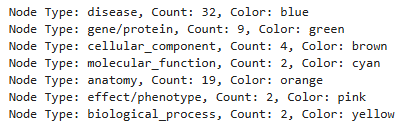 Node Type: disease, Count: 32, Color: blue
Node Type: gene/protein, Count: 9, Color: green
Node Type: cellular_component, Count: 4, Color: brown
Node Type: molecular_function, Count: 2, Color: cyan
Node Type: anatomy, Count: 19, Color: orange
Node Type: effect/phenotype, Count: 2, Color: pink
Node Type: biological_process, Count: 2, Color: yellow